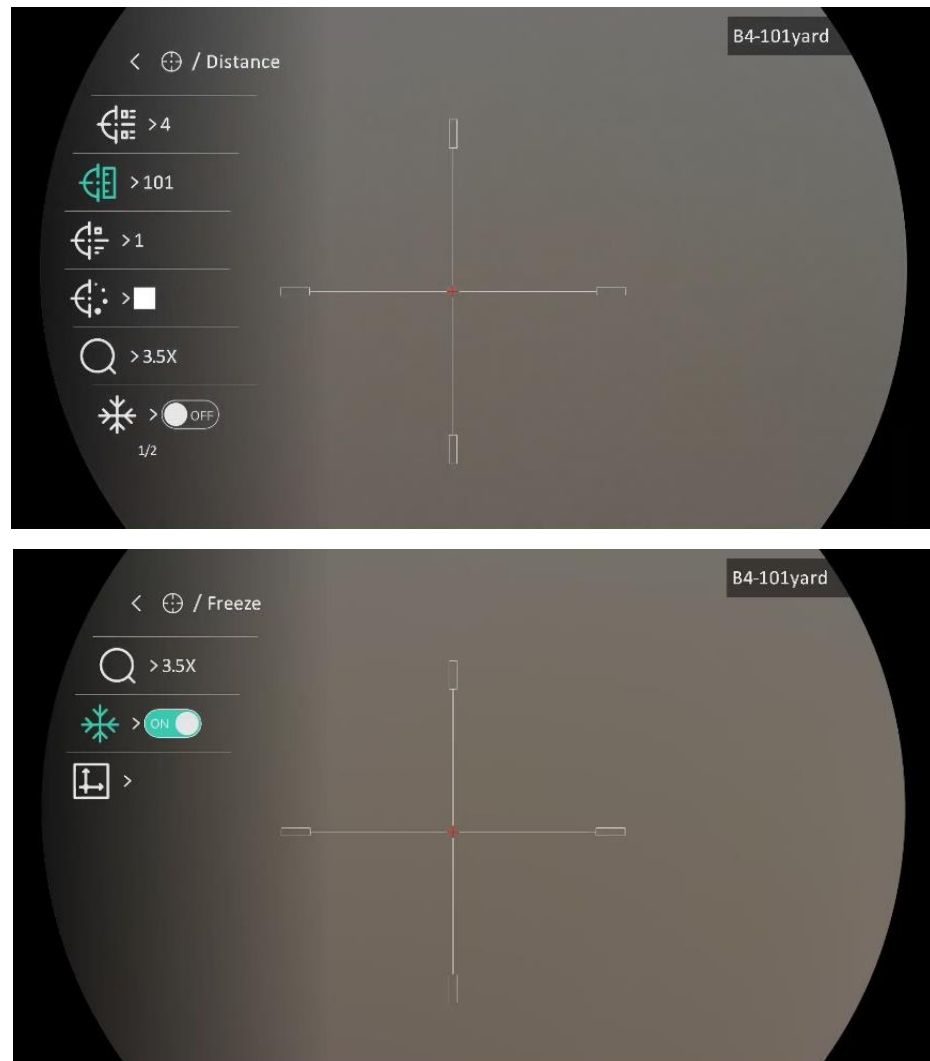 B4-101yard
< / Distance
>4
>101
>1
>
>3.5X
> OFF
1/2
B4-101yard
< / Freeze
>3.5X
> ON
>